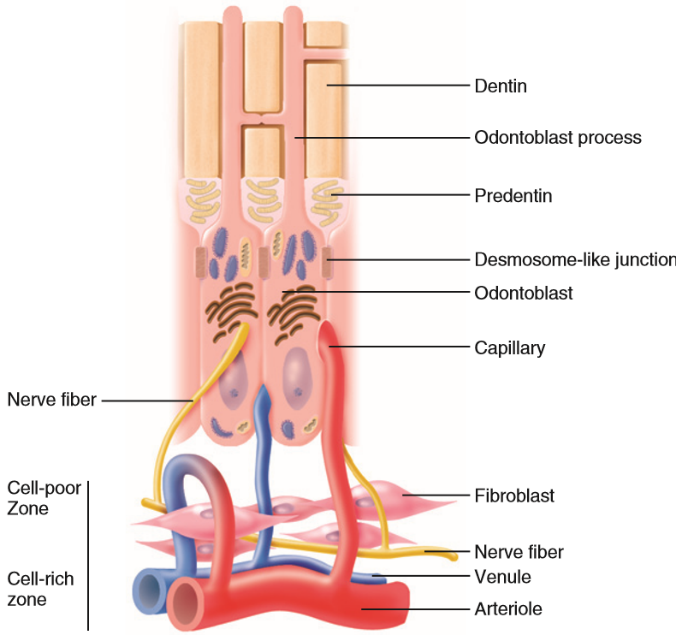 Dentin
Odontoblast process
Predentin
Desmosome-like junction
Odontoblast
Capillary
Nerve fiber
Cell-poor
Zone
Fibroblast
Nerve fiber
Cell-rich
zone
Venule
Arteriole